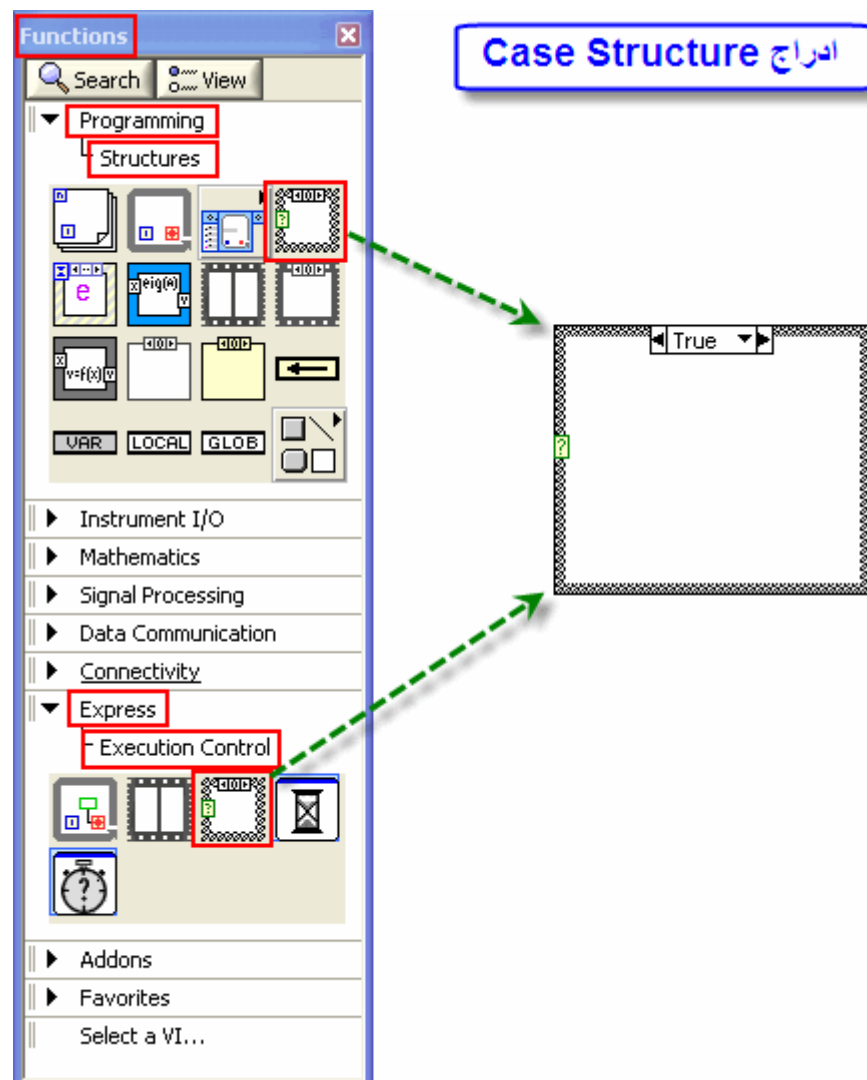 Functions
ادراج Case Structure
Search View
Programming
Structures
True
VAR LOCAL GLOB
Instrument I/O
Mathematics
Signal Processing
Data Communication
Connectivity
Express
Execution Control
Addons
Favorites
Select a VI...